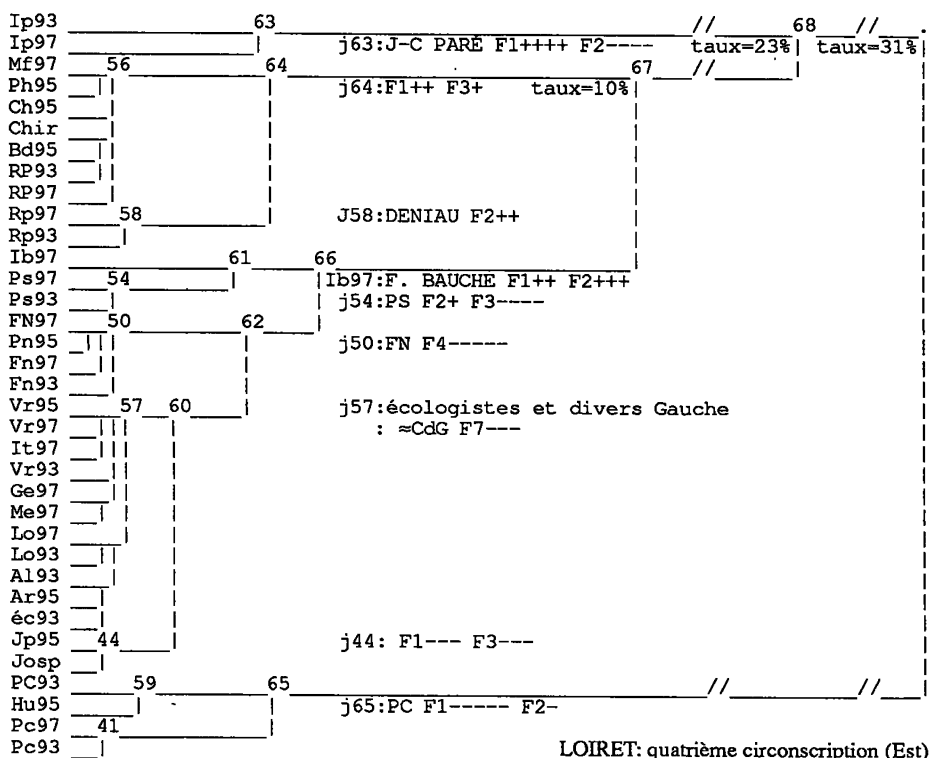 Ip93 63 // 68 //
Ip97 j63:J-C PARÉ F1++++ F2---- taux=23% taux=31%
Mf97 56 64 67 //
Ph95 j64:F1++ F3+ taux=10%
Ch95
Chir
Bd95
RP93
RP97
Rp97 58 J58:DENIAU F2++
Rp93
Ib97 61 66
Ps97 54 Ib97:F. BAUCHE F1++ F2+++
Ps93 j54:PS F2+ F3----
FN97 50 62
Pn95 j50:FN F4-----
Fn97
Fn93
Vr95 57 60 j57:écologistes et divers Gauche
Vr97 : ≈CdG F7---
It97
Vr93
Ge97
Me97
Lo97
Lo93
Al93
Ar95
éc93
Jp95 44 j44: F1--- F3---
Josp
PC93 59 65 // //
Hu95 j65:PC F1----- F2-
Pc97 41
Pc93 LOIRET: quatrième circonscription (Est)